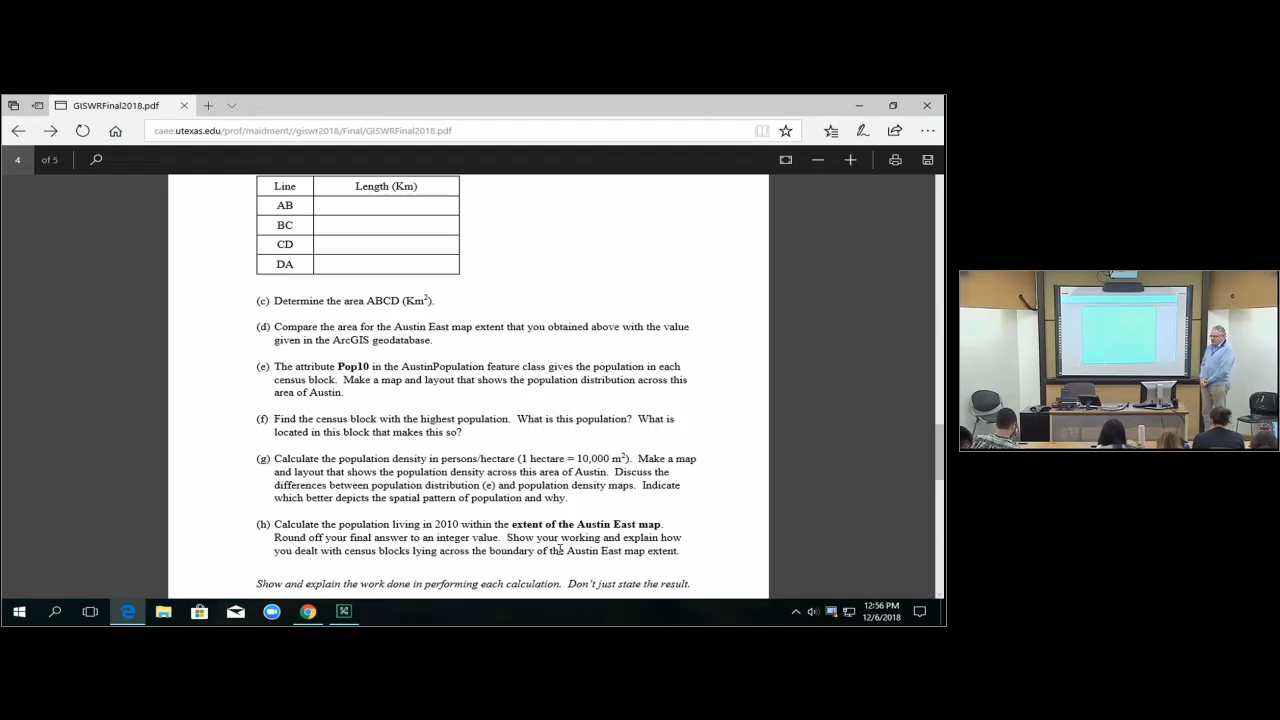 GISWRFinal2018.pdf
caee.utexas.edu/prof/maidment//giswr2018/Final/GISWRFinal2018.pdf
4 of 5
Line Length (Km)
AB
BC
CD
DA
(c) Determine the area ABCD (Km²).
(d) Compare the area for the Austin East map extent that you obtained above with the value
given in the ArcGIS geodatabase.
(e) The attribute Pop10 in the AustinPopulation feature class gives the population in each
census block. Make a map and layout that shows the population distribution across this
area of Austin.
(f) Find the census block with the highest population. What is this population? What is
located in this block that makes this so?
(g) Calculate the population density in persons/hectare (1 hectare = 10,000 m²). Make a map
and layout that shows the population density across this area of Austin. Discuss the
differences between population distribution (e) and population density maps. Indicate
which better depicts the spatial pattern of population and why.
(h) Calculate the population living in 2010 within the extent of the Austin East map.
Round off your final answer to an integer value. Show your working and explain how
you dealt with census blocks lying across the boundary of the Austin East map extent.
Show and explain the work done in performing each calculation. Don't just state the result.
12:56 PM
12/6/2018